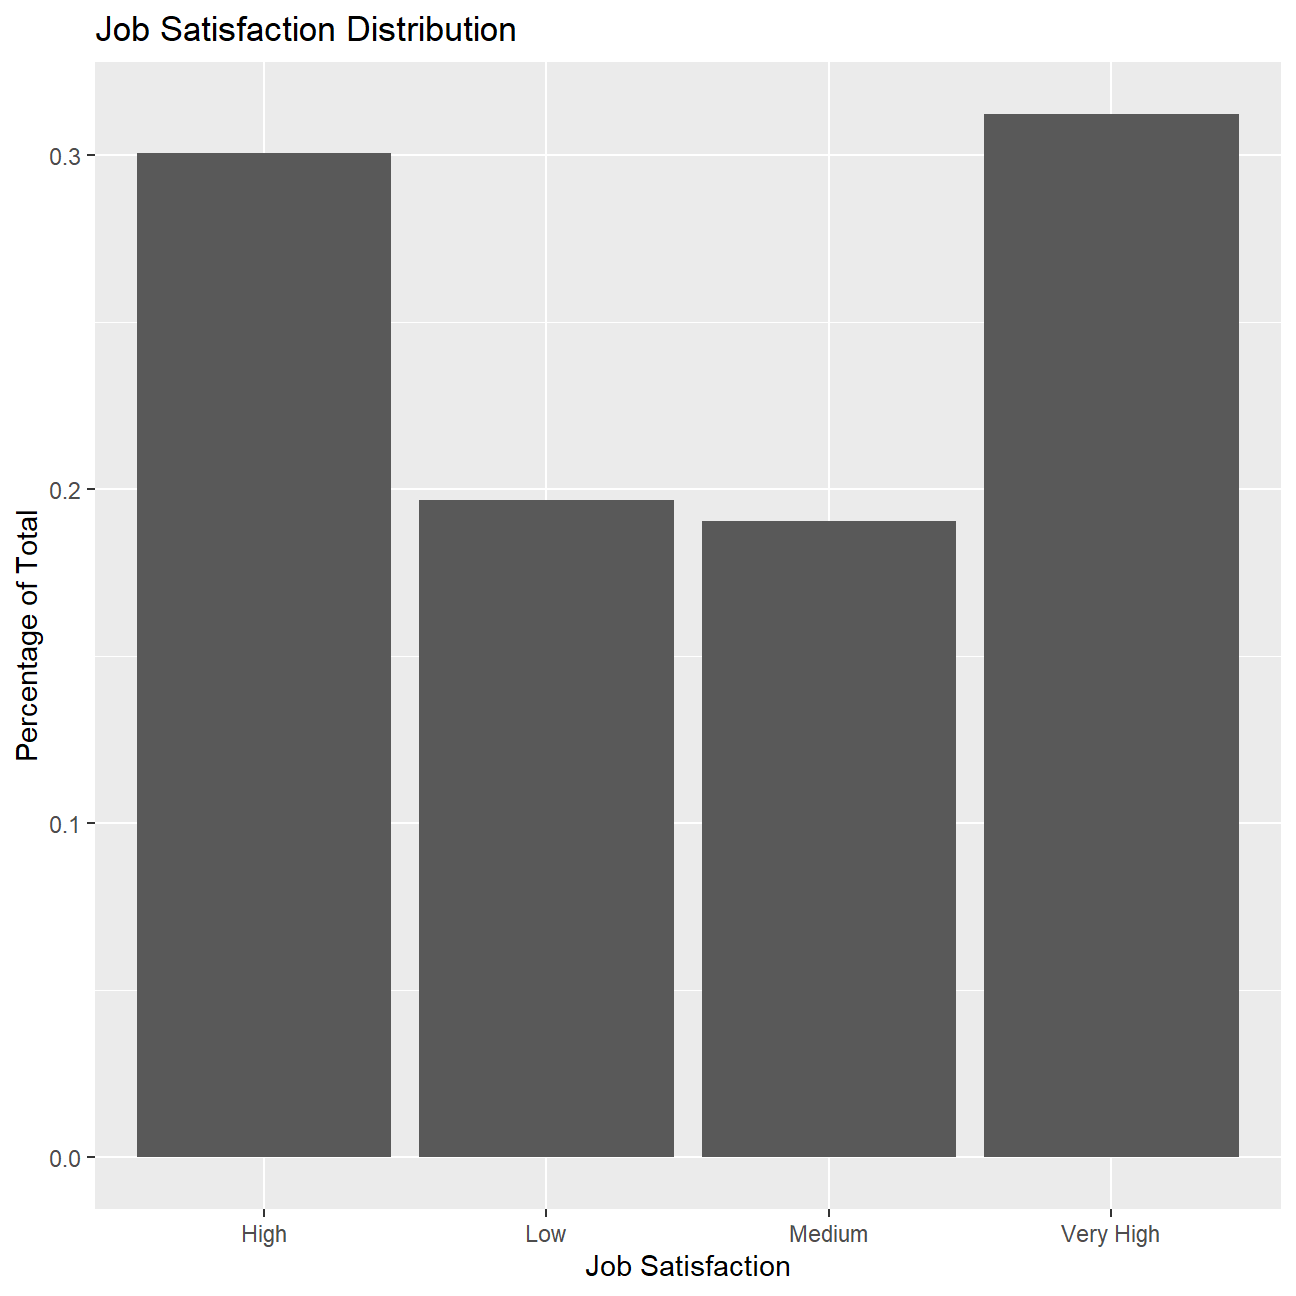 Job Satisfaction Distribution
Percentage of Total
0.3
0.2
0.1
0.0
High Low Medium Very High
Job Satisfaction